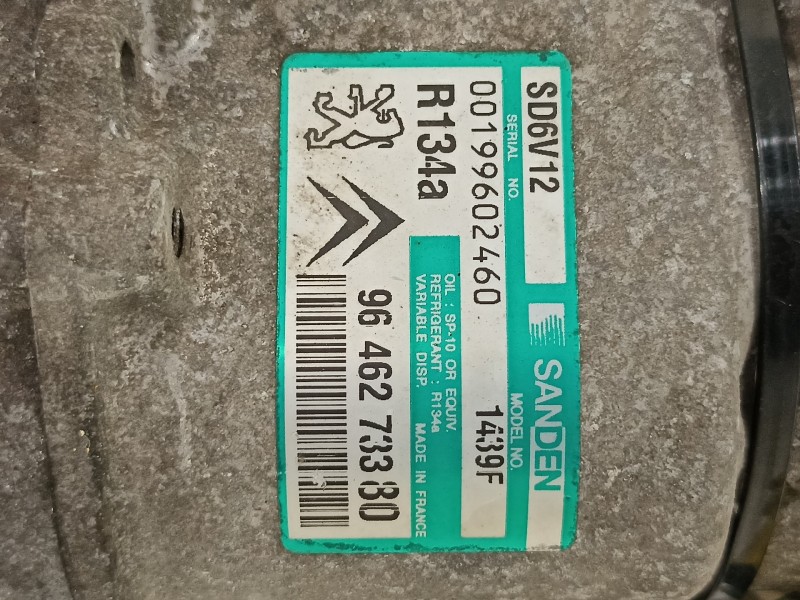 SD6V12
SANDEN
SERIAL NO.
MODEL NO.
00199602460
1439F
R134a
OIL : SP-10 OR EQUIV.
REFRIGERANT : R134a
VARIABLE DISP.
MADE IN FRANCE
96 462 733 80